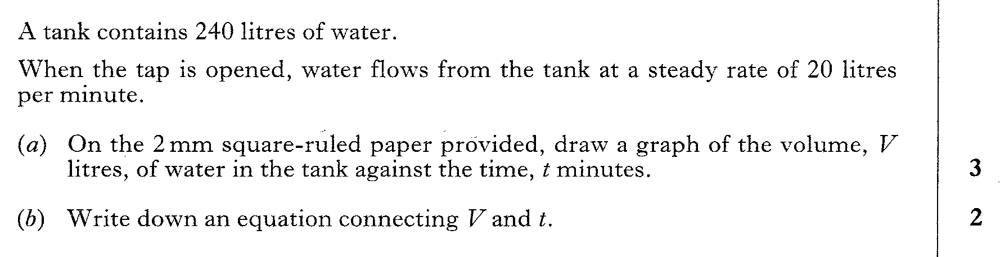 A tank contains 240 litres of water.
When the tap is opened, water flows from the tank at a steady rate of 20 litres
per minute.
(a) On the 2 mm square-ruled paper provided, draw a graph of the volume, V
litres, of water in the tank against the time, t minutes. 3
(b) Write down an equation connecting V and t. 2